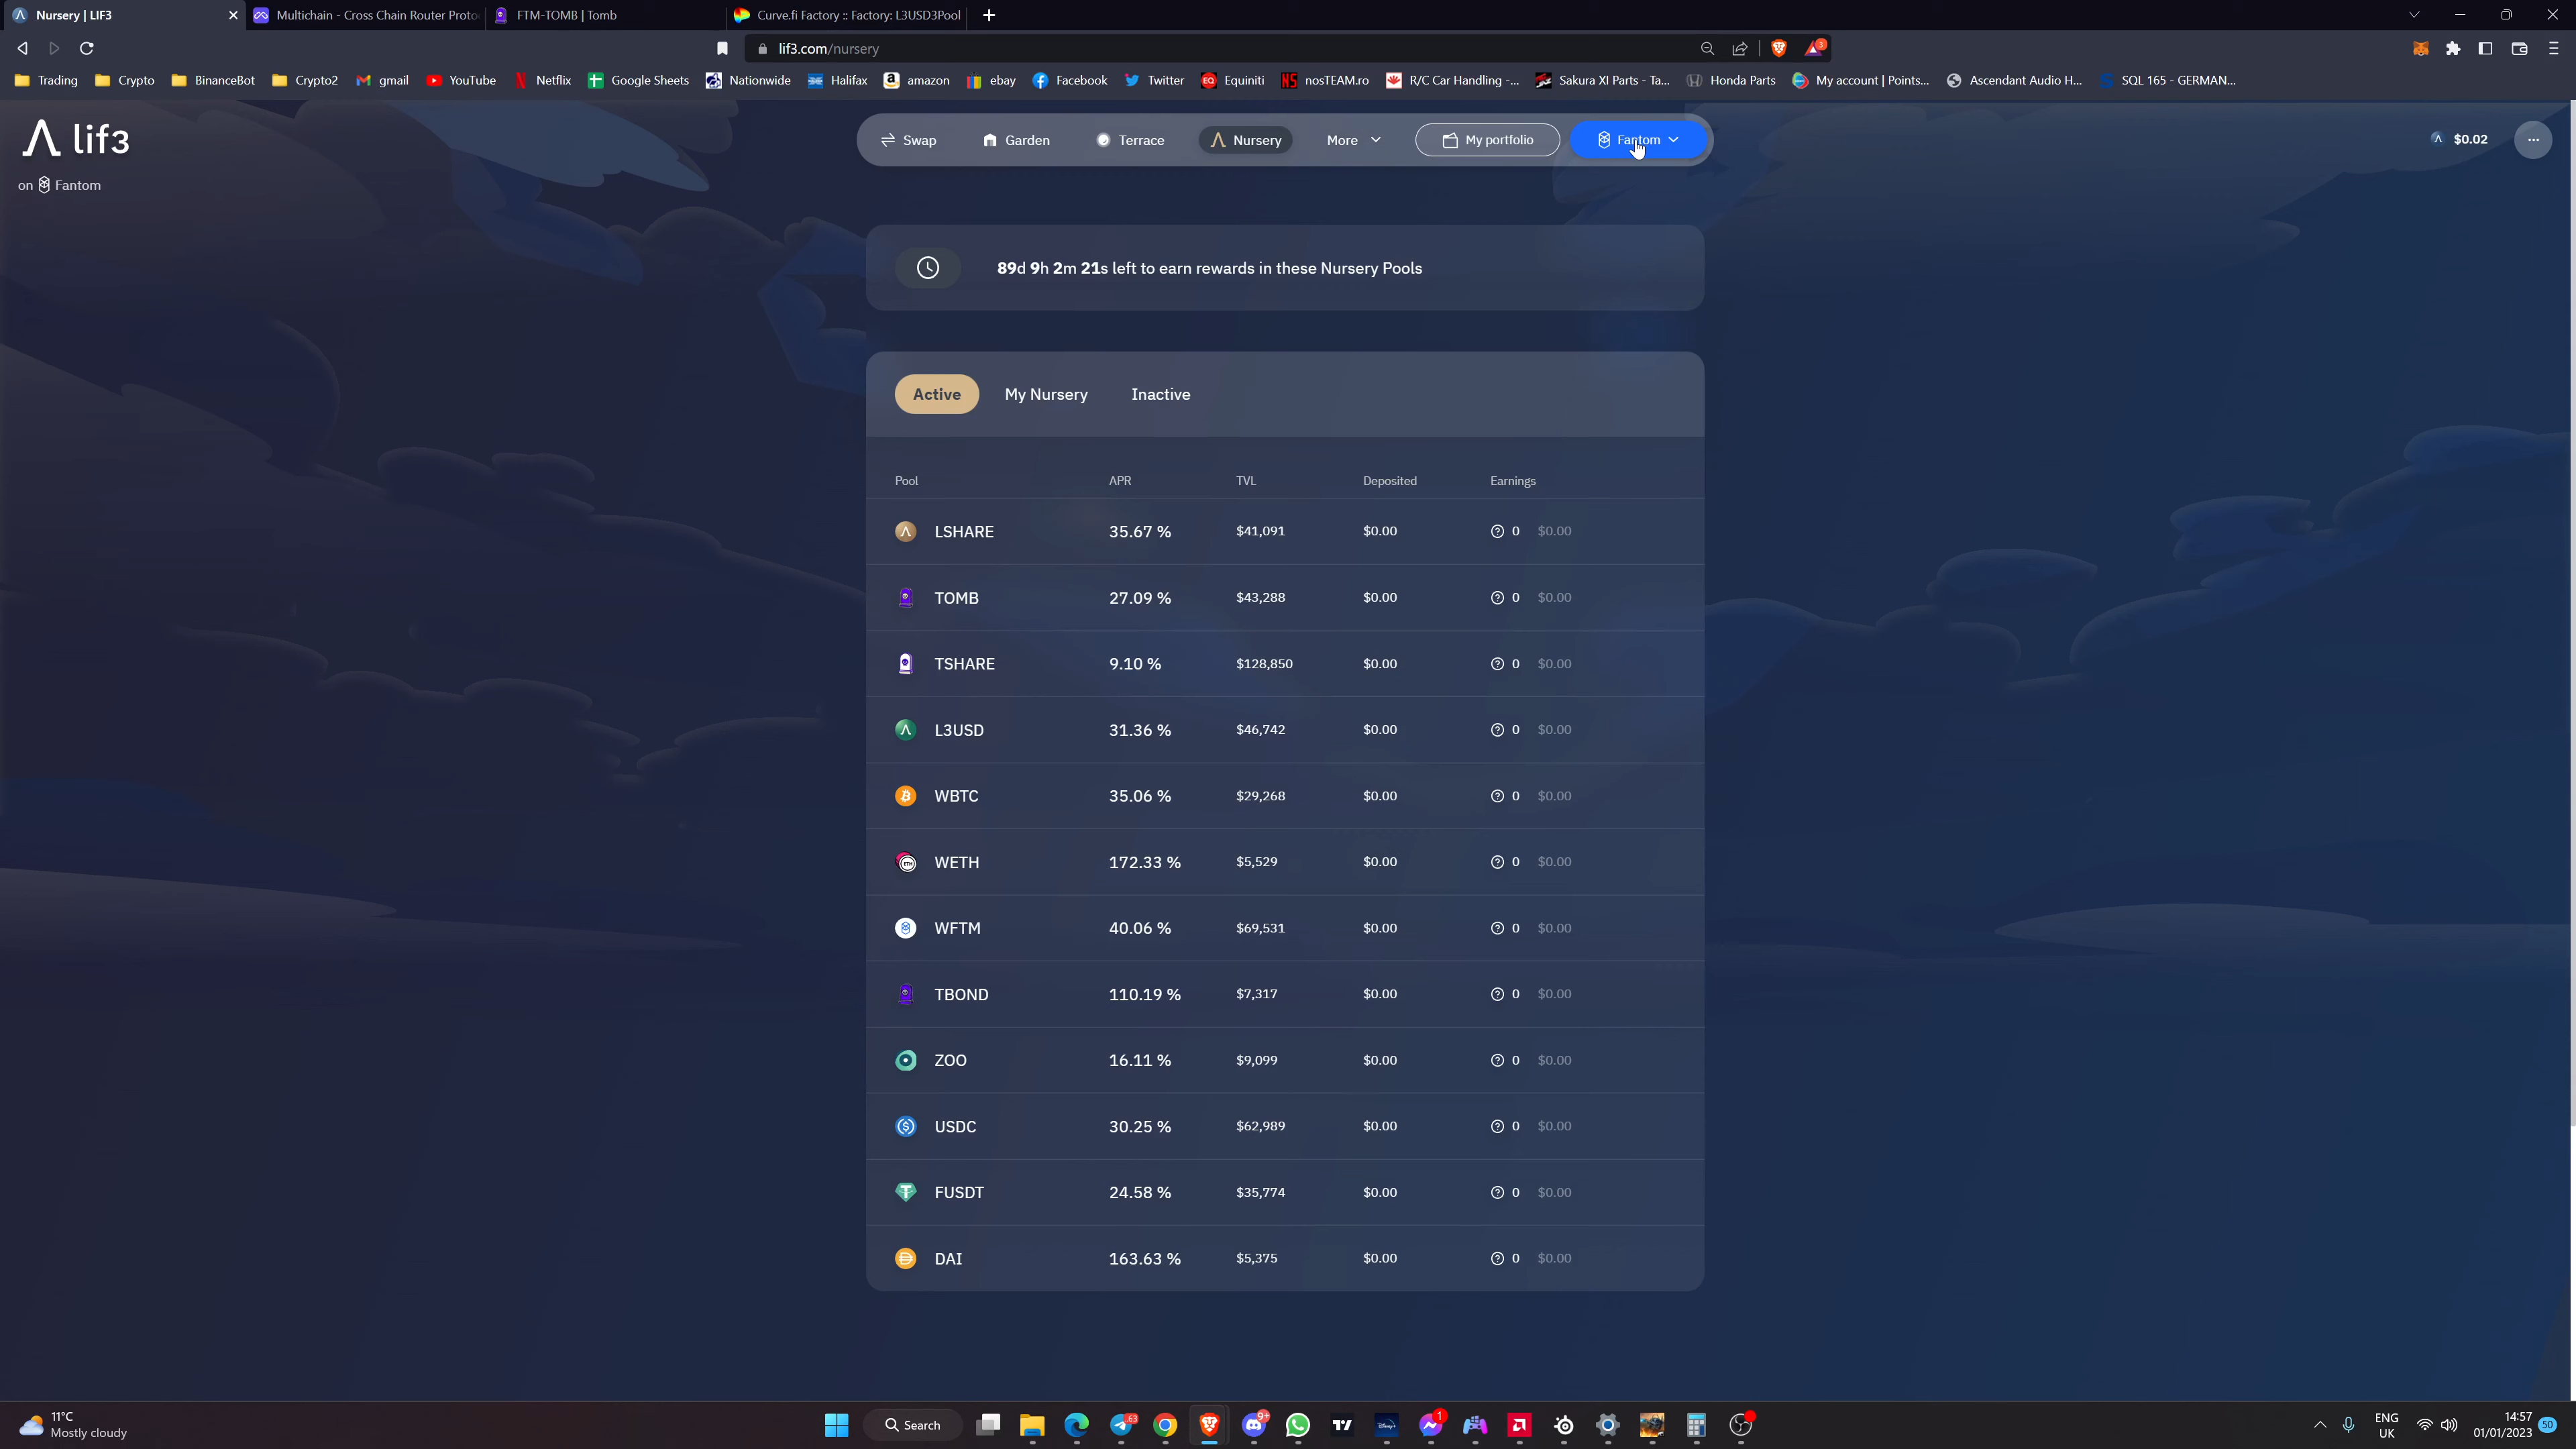 Nursery | LIF3
Multichain - Cross Chain Router Proto
FTM-TOMB | Tomb
Curve.fi Factory :: Factory: L3USD3Pool
lif3.com/nursery
3
Trading
Crypto
BinanceBot
Crypto2
gmail
YouTube
Netflix
Google Sheets
Nationwide
Halifax
amazon
ebay
Facebook
Twitter
Equiniti
nosTEAM.ro
R/C Car Handling -...
Sakura XI Parts - Ta...
Honda Parts
My account | Points...
Ascendant Audio H...
SQL 165 - GERMAN...
lif3
on Fantom
Swap
Garden
Terrace
Nursery
More
My portfolio
Fantom
$0.02
89d 9h 2m 21s left to earn rewards in these Nursery Pools
Active
My Nursery
Inactive
Pool APR TVL Deposited Earnings
LSHARE 35.67 % $41,091 $0.00 0 $0.00
TOMB 27.09 % $43,288 $0.00 0 $0.00
TSHARE 9.10 % $128,850 $0.00 0 $0.00
L3USD 31.36 % $46,742 $0.00 0 $0.00
WBTC 35.06 % $29,268 $0.00 0 $0.00
WETH 172.33 % $5,529 $0.00 0 $0.00
WFTM 40.06 % $69,531 $0.00 0 $0.00
TBOND 110.19 % $7,317 $0.00 0 $0.00
ZOO 16.11 % $9,099 $0.00 0 $0.00
USDC 30.25 % $62,989 $0.00 0 $0.00
FUSDT 24.58 % $35,774 $0.00 0 $0.00
DAI 163.63 % $5,375 $0.00 0 $0.00
11°C
Mostly cloudy
Search
63
9+
1
ENG
UK
14:57
01/01/2023
50